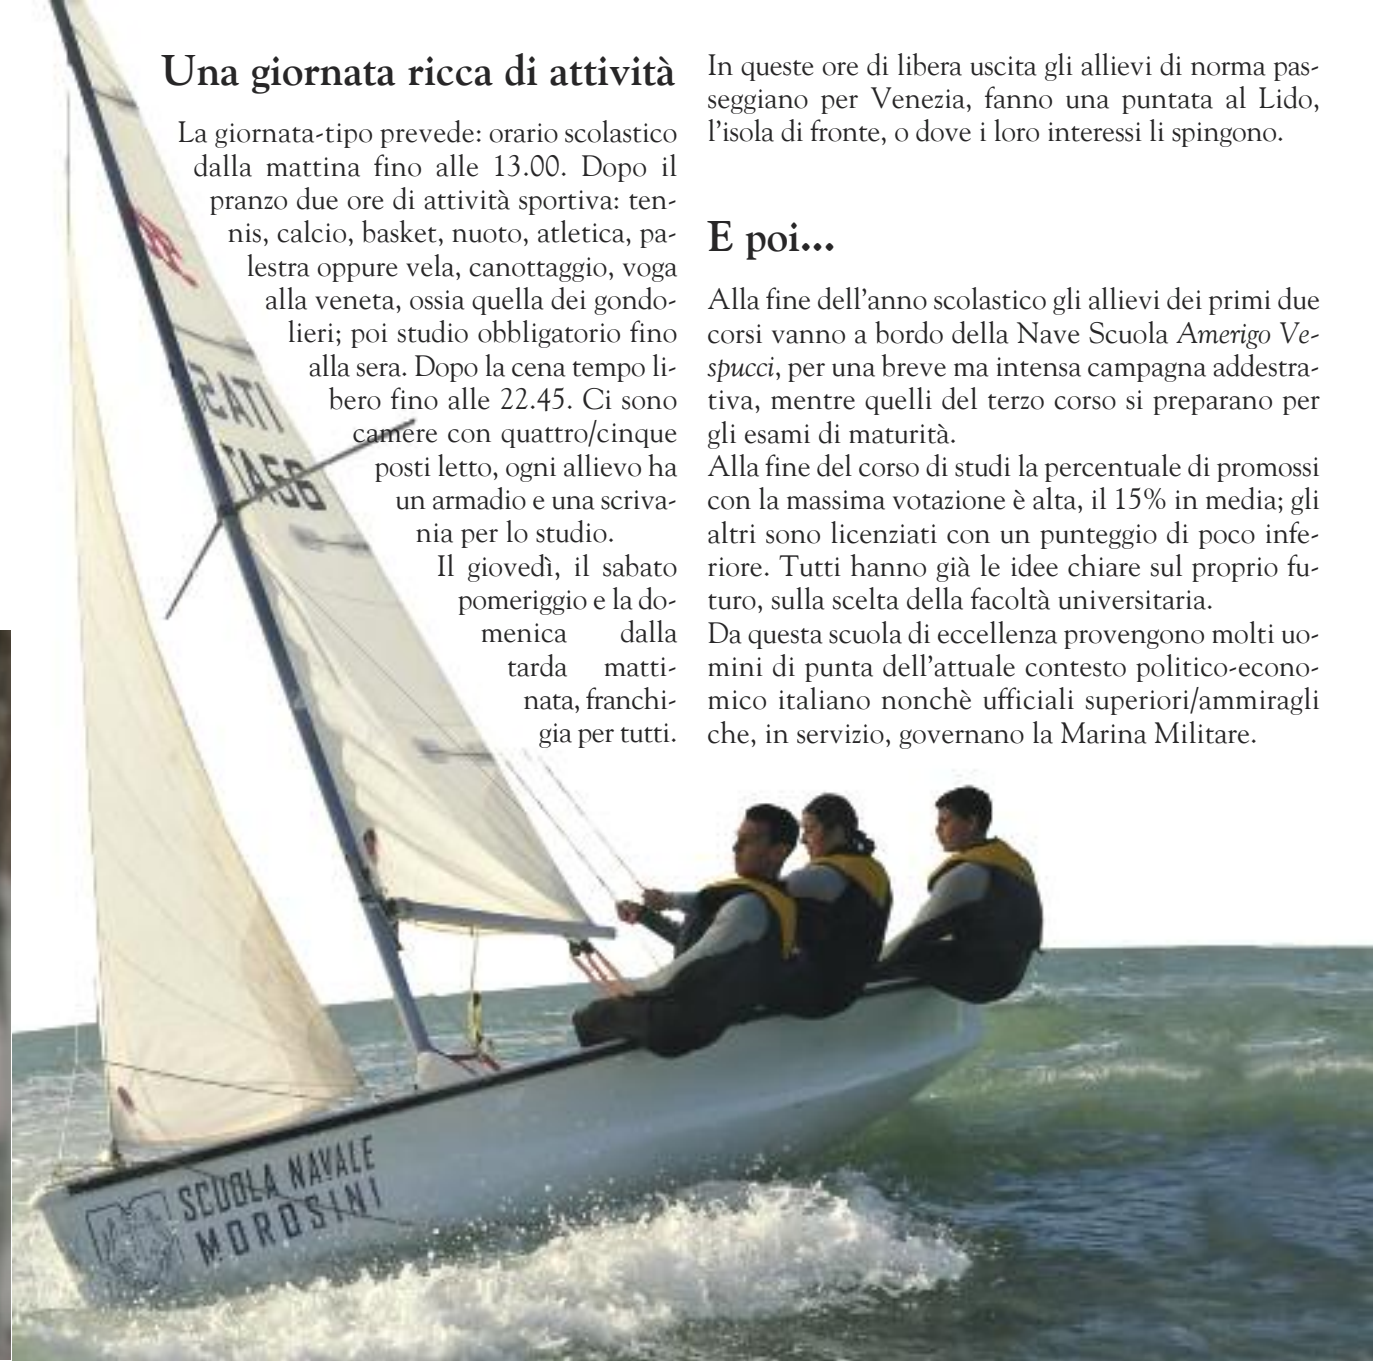 Una giornata ricca di attività
La giornata-tipo prevede: orario scolastico
dalla mattina fino alle 13.00. Dopo il
pranzo due ore di attività sportiva: ten-
nis, calcio, basket, nuoto, atletica, pa-
lestra oppure vela, canottaggio, voga
alla veneta, ossia quella dei gondo-
lieri; poi studio obbligatorio fino
alla sera. Dopo la cena tempo li-
bero fino alle 22.45. Ci sono
camere con quattro/cinque
posti letto, ogni allievo ha
un armadio e una scriva-
nia per lo studio.
Il giovedì, il sabato
pomeriggio e la do-
menica dalla
tarda matti-
nata, franchi-
gia per tutti.
In queste ore di libera uscita gli allievi di norma pas-
seggiano per Venezia, fanno una puntata al Lido,
l'isola di fronte, o dove i loro interessi li spingono.
E poi...
Alla fine dell'anno scolastico gli allievi dei primi due
corsi vanno a bordo della Nave Scuola Amerigo Ve-
spucci, per una breve ma intensa campagna addestra-
tiva, mentre quelli del terzo corso si preparano per
gli esami di maturità.
Alla fine del corso di studi la percentuale di promossi
con la massima votazione è alta, il 15% in media; gli
altri sono licenziati con un punteggio di poco infe-
riore. Tutti hanno già le idee chiare sul proprio fu-
turo, sulla scelta della facoltà universitaria.
Da questa scuola di eccellenza provengono molti uo-
mini di punta dell'attuale contesto politico-econo-
mico italiano nonchè ufficiali superiori/ammiragli
che, in servizio, governano la Marina Militare.
SCUOLA NAVALE
MOROSINI